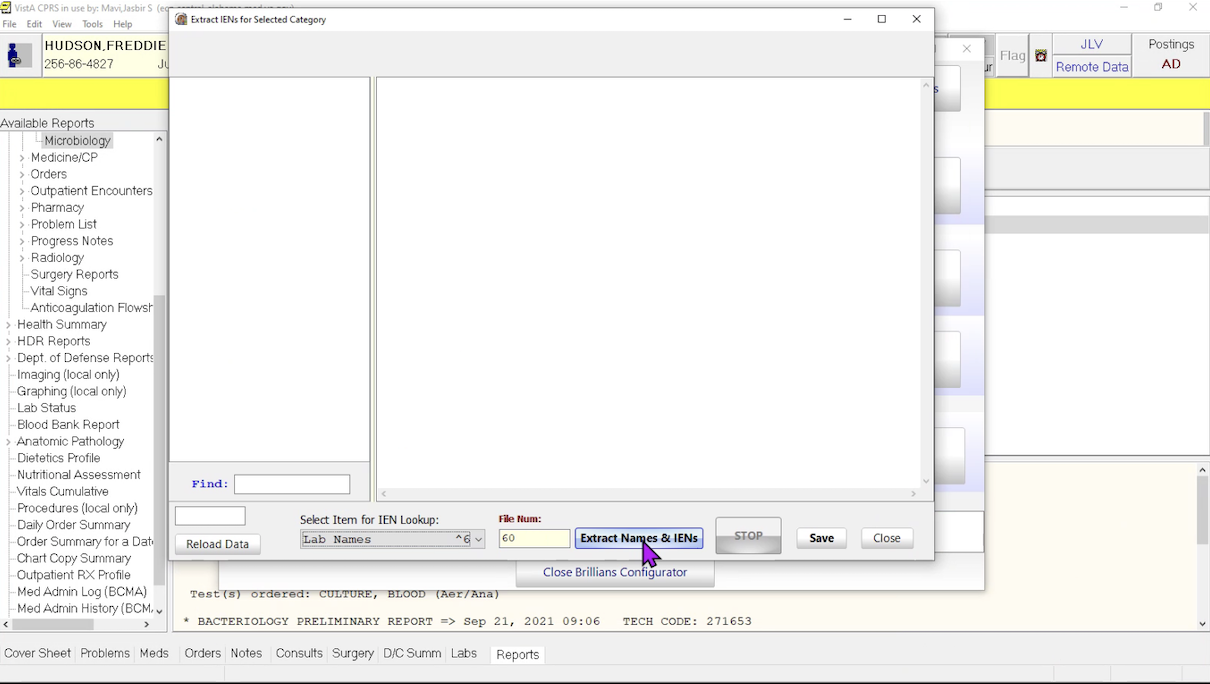 VistA CPRS in use by: Mavi,Jasbir S
File Edit View Tools Help
Extract IENs for Selected Category
HUDSON,FREDDIE
256-86-4827
Flag
JLV
Remote Data
Postings
AD
Available Reports
Microbiology
Medicine/CP
Orders
Outpatient Encounters
Pharmacy
Problem List
Progress Notes
Radiology
Surgery Reports
Vital Signs
Anticoagulation Flowsh
Health Summary
HDR Reports
Dept. of Defense Reports
Imaging (local only)
Graphing (local only)
Lab Status
Blood Bank Report
Anatomic Pathology
Dietetics Profile
Nutritional Assessment
Vitals Cumulative
Procedures (local only)
Daily Order Summary
Order Summary for a Date
Chart Copy Summary
Outpatient RX Profile
Med Admin Log (BCMA)
Med Admin History (BCM
Find:
Reload Data
Select Item for IEN Lookup:
Lab Names ^6
File Num:
60
Extract Names & IENs
STOP
Save
Close
Close Brillians Configurator
Test(s) ordered: CULTURE, BLOOD (Aer/Ana)
* BACTERIOLOGY PRELIMINARY REPORT => Sep 21, 2021 09:06 TECH CODE: 271653
Cover Sheet Problems Meds Orders Notes Consults Surgery D/C Summ Labs Reports